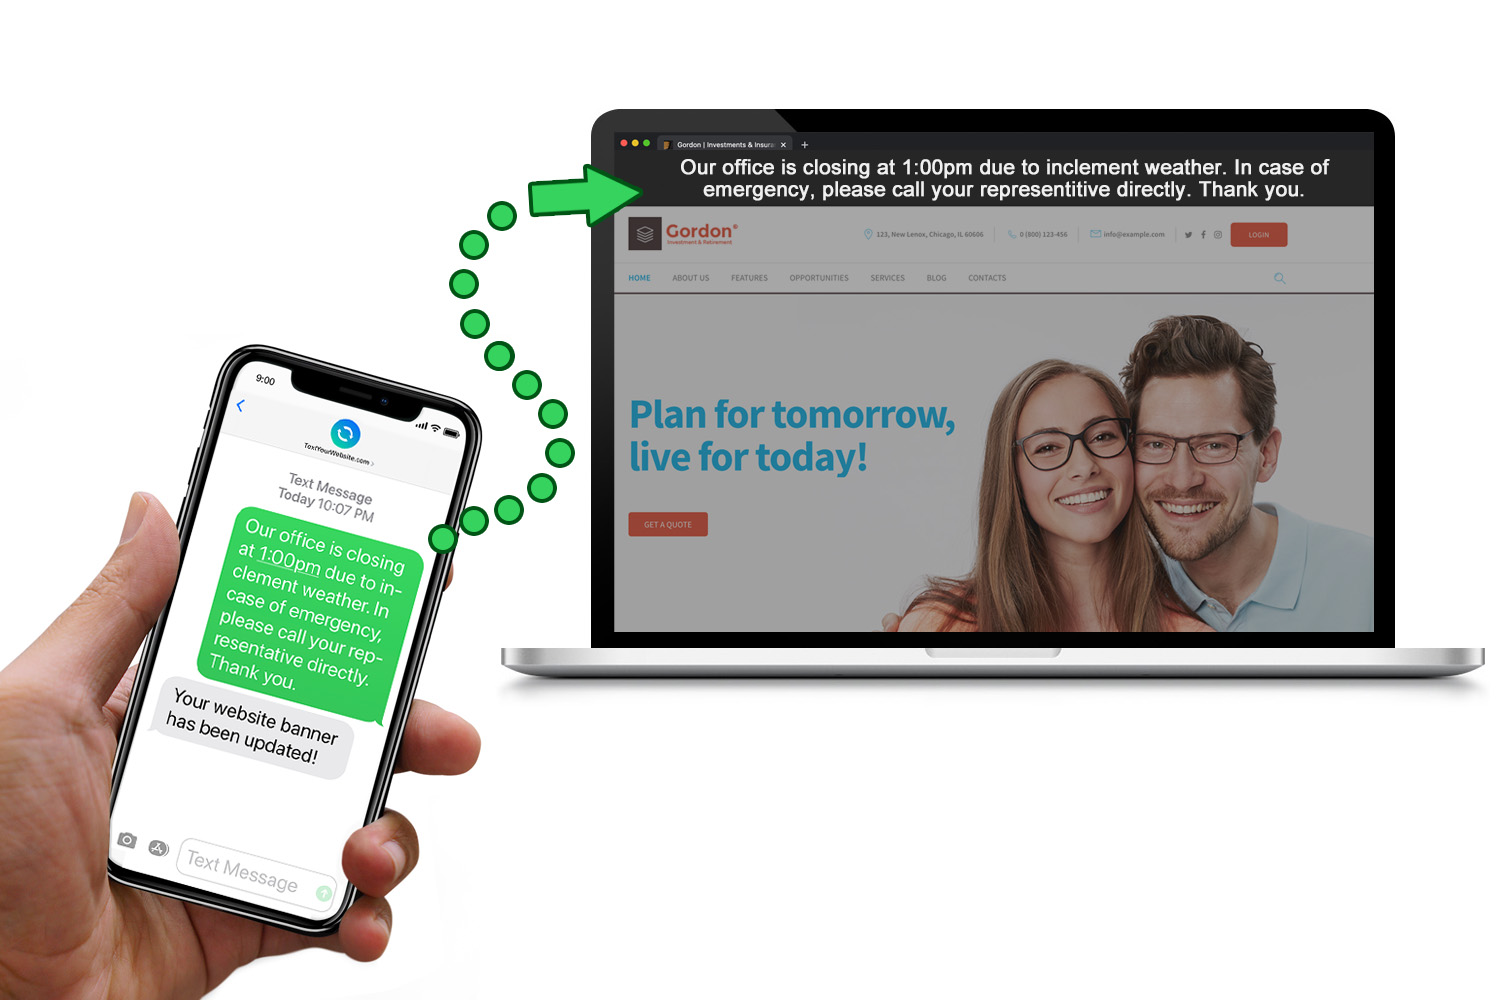 Gordon | Investments & Insura
Our office is closing at 1:00pm due to inclement weather. In case of
emergency, please call your representitive directly. Thank you.
Gordon®
Investment & Retirement
123, New Lenox, Chicago, IL 60606
0 (800) 123-456
info@example.com
LOGIN
HOME ABOUT US FEATURES OPPORTUNITIES SERVICES BLOG CONTACTS
Plan for tomorrow,
live for today!
GET A QUOTE
9:00
TextYourWebsite.com
Text Message
Today 10:07 PM
Our office is closing
at 1:00pm due to in-
clement weather. In
case of emergency,
please call your rep-
resentative directly.
Thank you.
Your website banner
has been updated!
Text Message